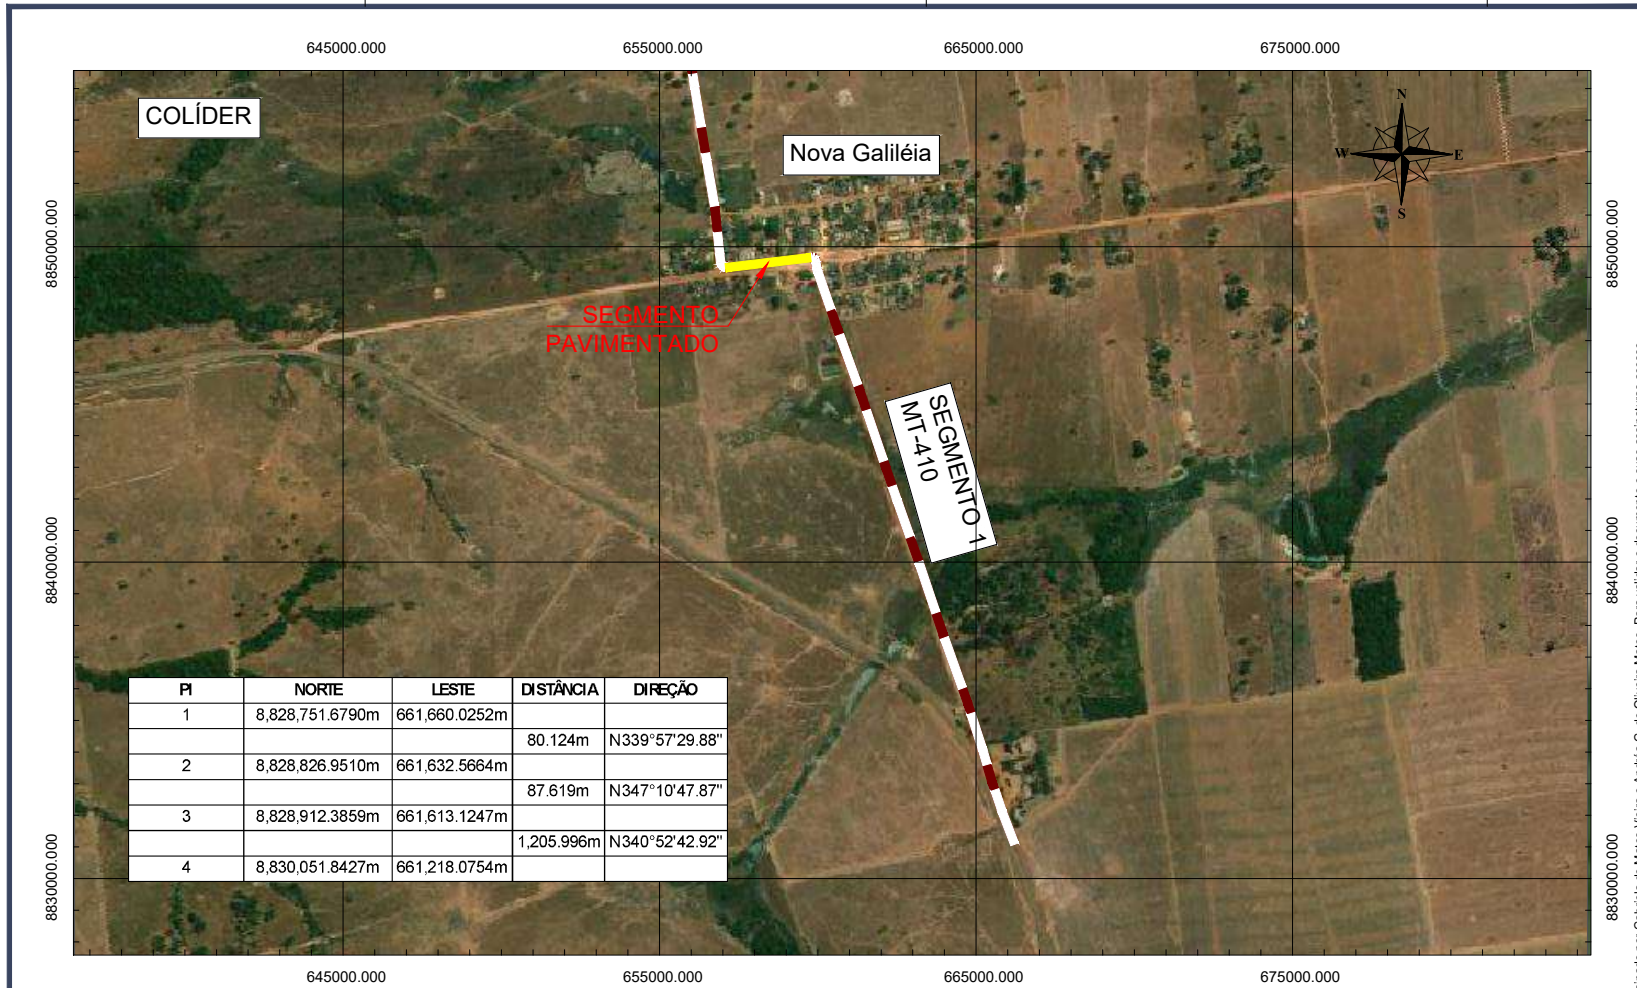 645000.000 655000.000 665000.000 675000.000
COLÍDER
Nova Galiléia
N
W E
S
8850000.000 8850000.000
SEGMENTO
PAVIMENTADO
SEGMENTO 1
MT-410
8840000.000 8840000.000
PI NORTE LESTE DISTÂNCIA DIREÇÃO
1 8,828,751.6790m 661,660.0252m
80.124m N339°57'29.88"
2 8,828,826.9510m 661,632.5664m
87.619m N347°10'47.87"
3 8,828,912.3859m 661,613.1247m
1,205.996m N340°52'42.92"
4 8,830,051.8427m 661,218.0754m
8830000.000 8830000.000
645000.000 655000.000 665000.000 675000.000